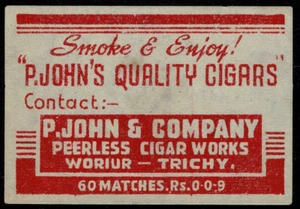 Smoke & Enjoy!
"P.JOHN'S QUALITY CIGARS"
Contact:—
P.JOHN & COMPANY
PEERLESS CIGAR WORKS
WORIUR — TRICHY.
60 MATCHES. Rs. 0-0-9